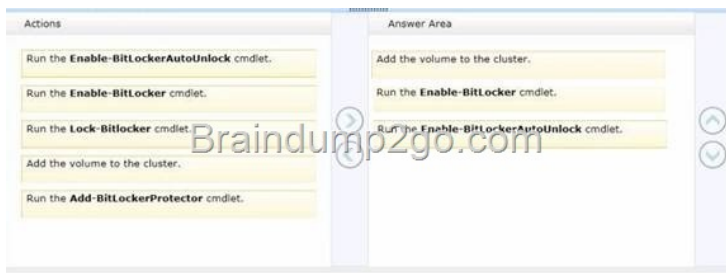 Actions
Answer Area
Run the Enable-BitLockerAutoUnlock cmdlet.
Run the Enable-BitLocker cmdlet.
Run the Lock-Bitlocker cmdlet.
Add the volume to the cluster.
Run the Add-BitLockerProtector cmdlet.
Add the volume to the cluster.
Run the Enable-BitLocker cmdlet.
Run the Enable-BitLockerAutoUnlock cmdlet.
Braindump2go.com